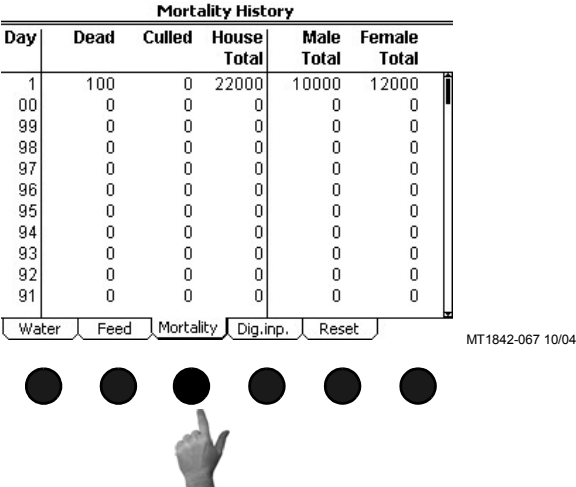 Mortality History
Day Dead Culled House Total Male Total Female Total
1 100 0 22000 10000 12000
00 0 0 0 0 0
99 0 0 0 0 0
98 0 0 0 0 0
97 0 0 0 0 0
96 0 0 0 0 0
95 0 0 0 0 0
94 0 0 0 0 0
93 0 0 0 0 0
92 0 0 0 0 0
91 0 0 0 0 0
Water Feed Mortality Dig.inp. Reset
MT1842-067 10/04